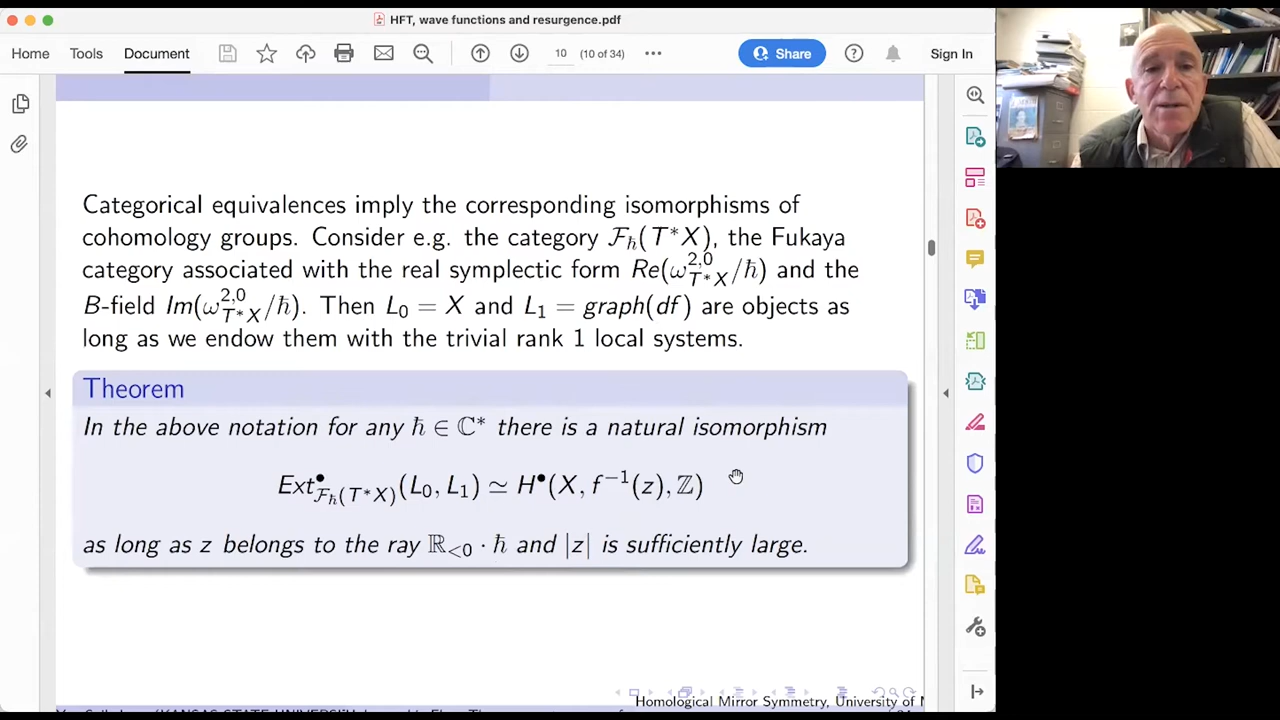 HFT, wave functions and resurgence.pdf
Home Tools Document 10 (10 of 34) Share Sign In
Categorical equivalences imply the corresponding isomorphisms of
cohomology groups. Consider e.g. the category ℱ_ħ(T*X), the Fukaya
category associated with the real symplectic form Re(ω^{2,0}_{T*X}/ħ) and the
B-field Im(ω^{2,0}_{T*X}/ħ). Then L₀ = X and L₁ = graph(df) are objects as
long as we endow them with the trivial rank 1 local systems.
Theorem
In the above notation for any ħ ∈ ℂ* there is a natural isomorphism
Ext^•_{ℱ_ħ(T*X)}(L₀, L₁) ≃ H^•(X, f⁻¹(z), ℤ)
as long as z belongs to the ray ℝ_{<0} · ħ and |z| is sufficiently large.
Homological Mirror Symmetry, University of